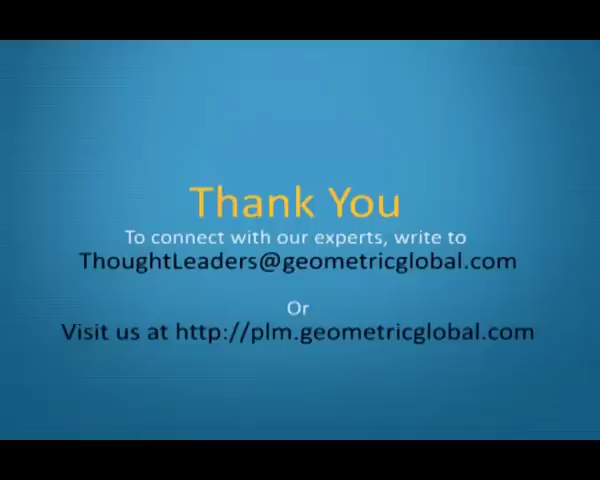 Thank You
To connect with our experts, write to
ThoughtLeaders@geometricglobal.com
Or
Visit us at http://plm.geometricglobal.com